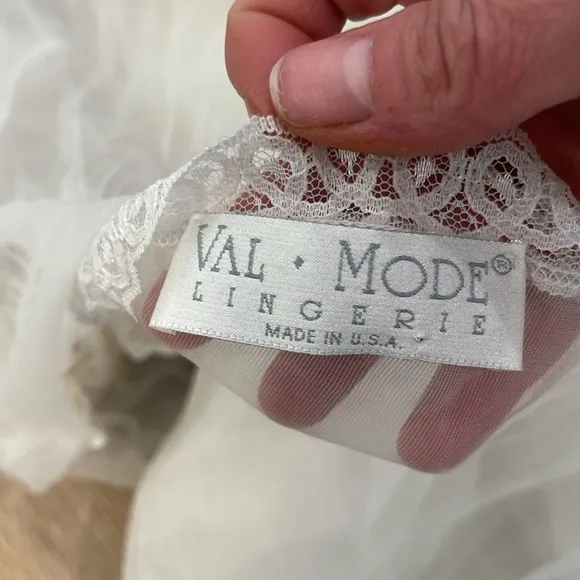 VAL • MODE®
LINGERIE
MADE IN U.S.A.